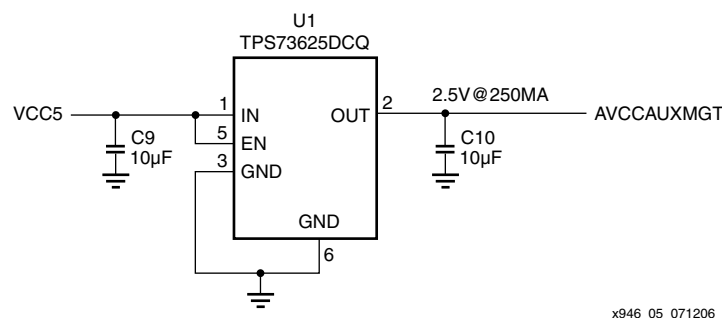 U1
TPS73625DCQ
VCC5
1
IN
OUT
2
2.5V@250MA
AVCCAUXMGT
C9
10µF
5
EN
3
GND
C10
10µF
GND
6
x946_05_071206